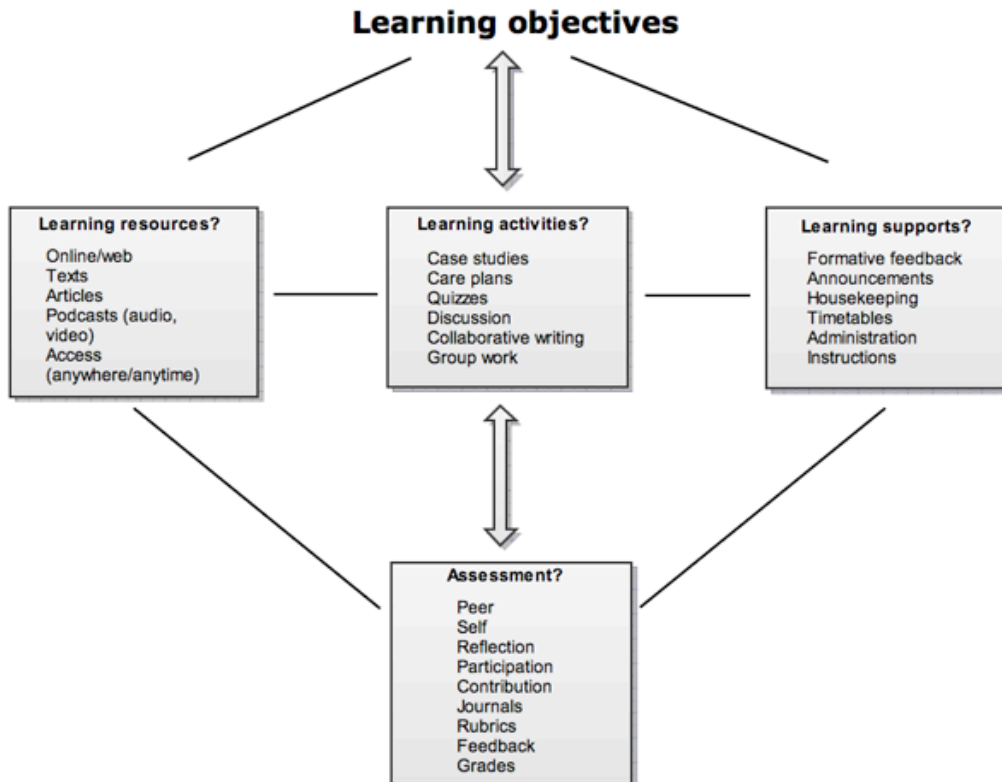 Learning objectives
Learning resources?
Online/web
Texts
Articles
Podcasts (audio,
video)
Access
(anywhere/anytime)
Learning activities?
Case studies
Care plans
Quizzes
Discussion
Collaborative writing
Group work
Learning supports?
Formative feedback
Announcements
Housekeeping
Timetables
Administration
Instructions
Assessment?
Peer
Self
Reflection
Participation
Contribution
Journals
Rubrics
Feedback
Grades